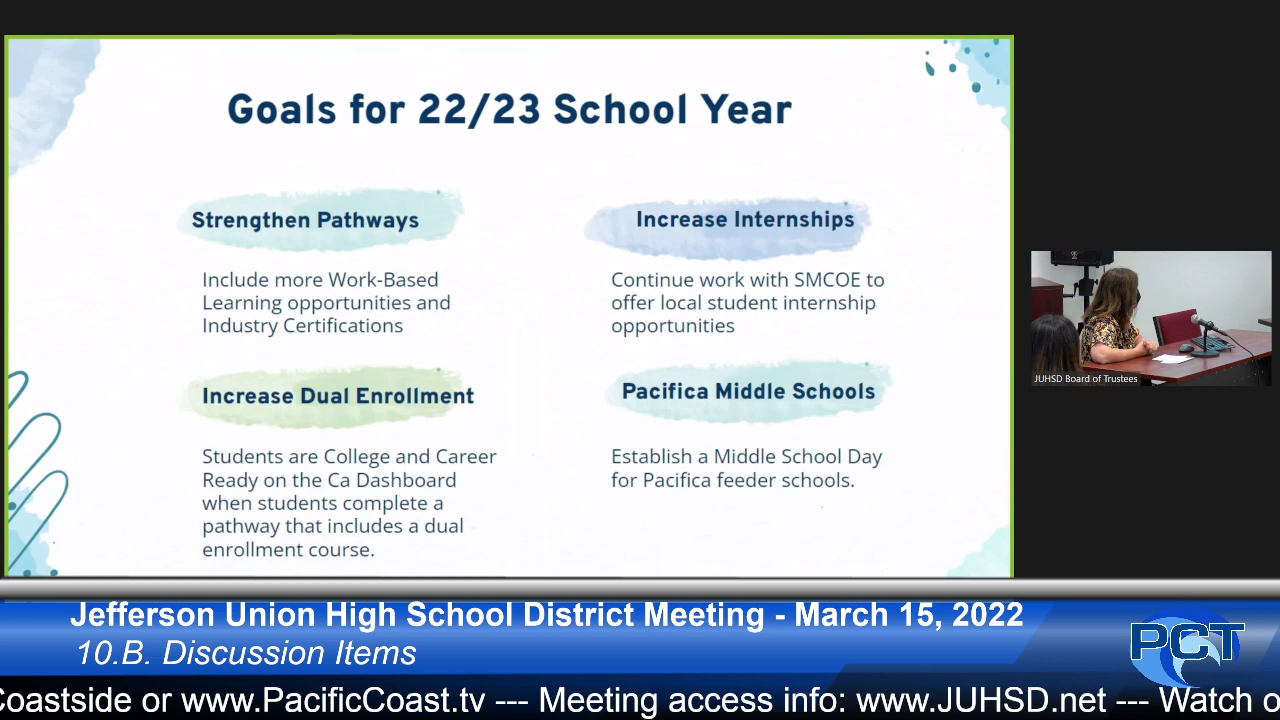 Goals for 22/23 School Year
Strengthen Pathways
Include more Work-Based
Learning opportunities and
Industry Certifications
Increase Internships
Continue work with SMCOE to
offer local student internship
opportunities
Increase Dual Enrollment
Students are College and Career
Ready on the Ca Dashboard
when students complete a
pathway that includes a dual
enrollment course.
Pacifica Middle Schools
Establish a Middle School Day
for Pacifica feeder schools.
JUHSD Board of Trustees
Jefferson Union High School District Meeting - March 15, 2022
10.B. Discussion Items
PCT
Coastside or www.PacificCoast.tv --- Meeting access info: www.JUHSD.net --- Watch o